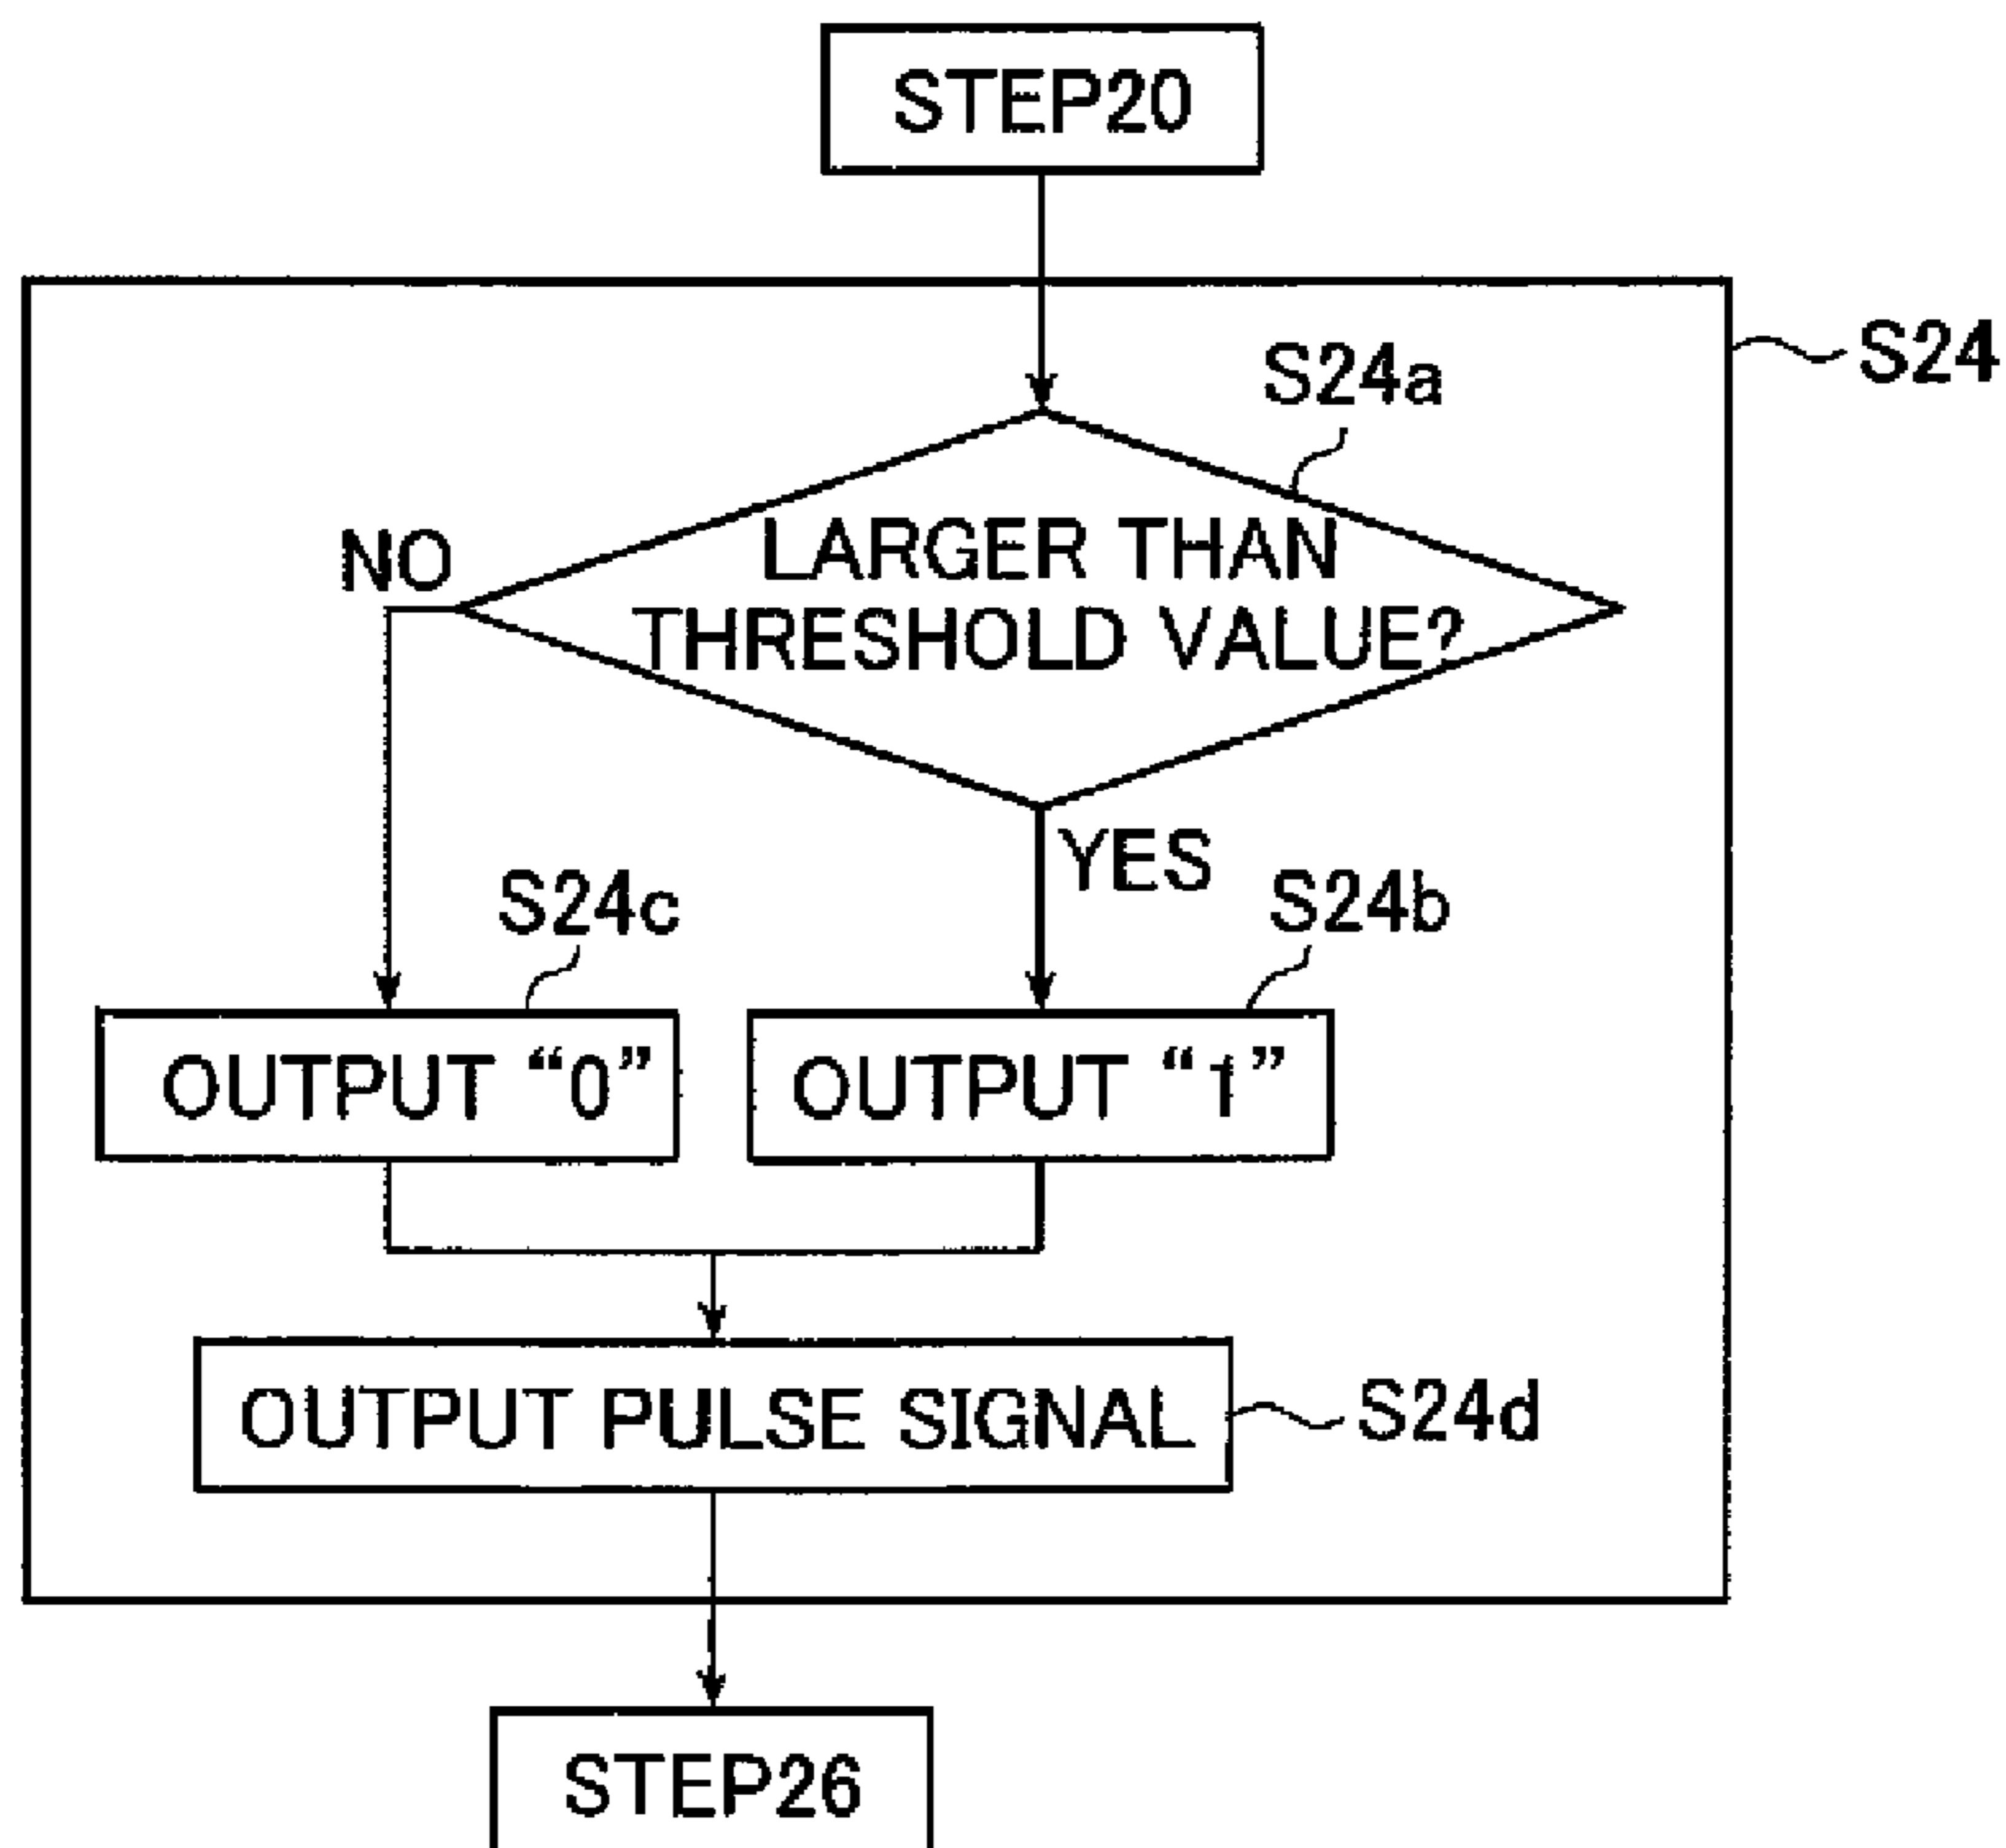 STEP20
S24
S24a
LARGER THAN
THRESHOLD VALUE?
NO
YES
S24c
S24b
OUTPUT “0”
OUTPUT “1”
OUTPUT PULSE SIGNAL
S24d
STEP26